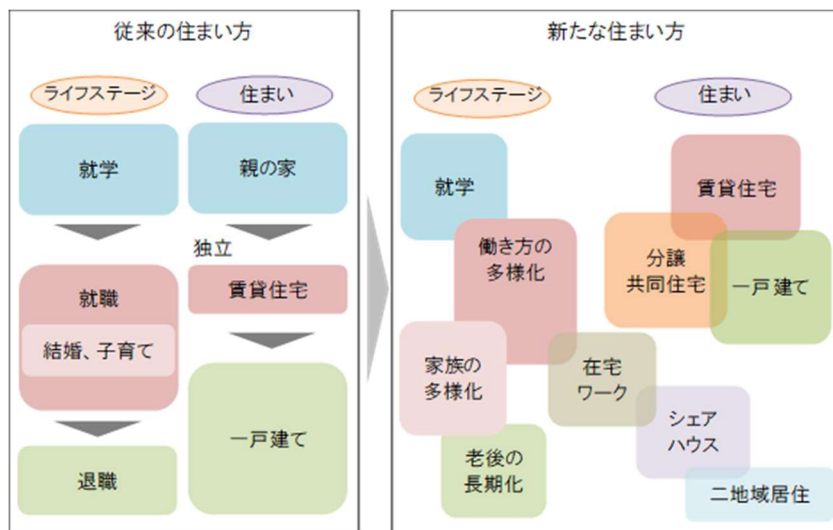 従来の住まい方
ライフステージ
住まい
就学
親の家
独立
賃貸住宅
就職
結婚、子育て
一戸建て
退職
新たな住まい方
ライフステージ
住まい
就学
賃貸住宅
働き方の
多様化
分譲
共同住宅
一戸建て
家族の
多様化
在宅
ワーク
シェア
ハウス
老後の
長期化
二地域居住